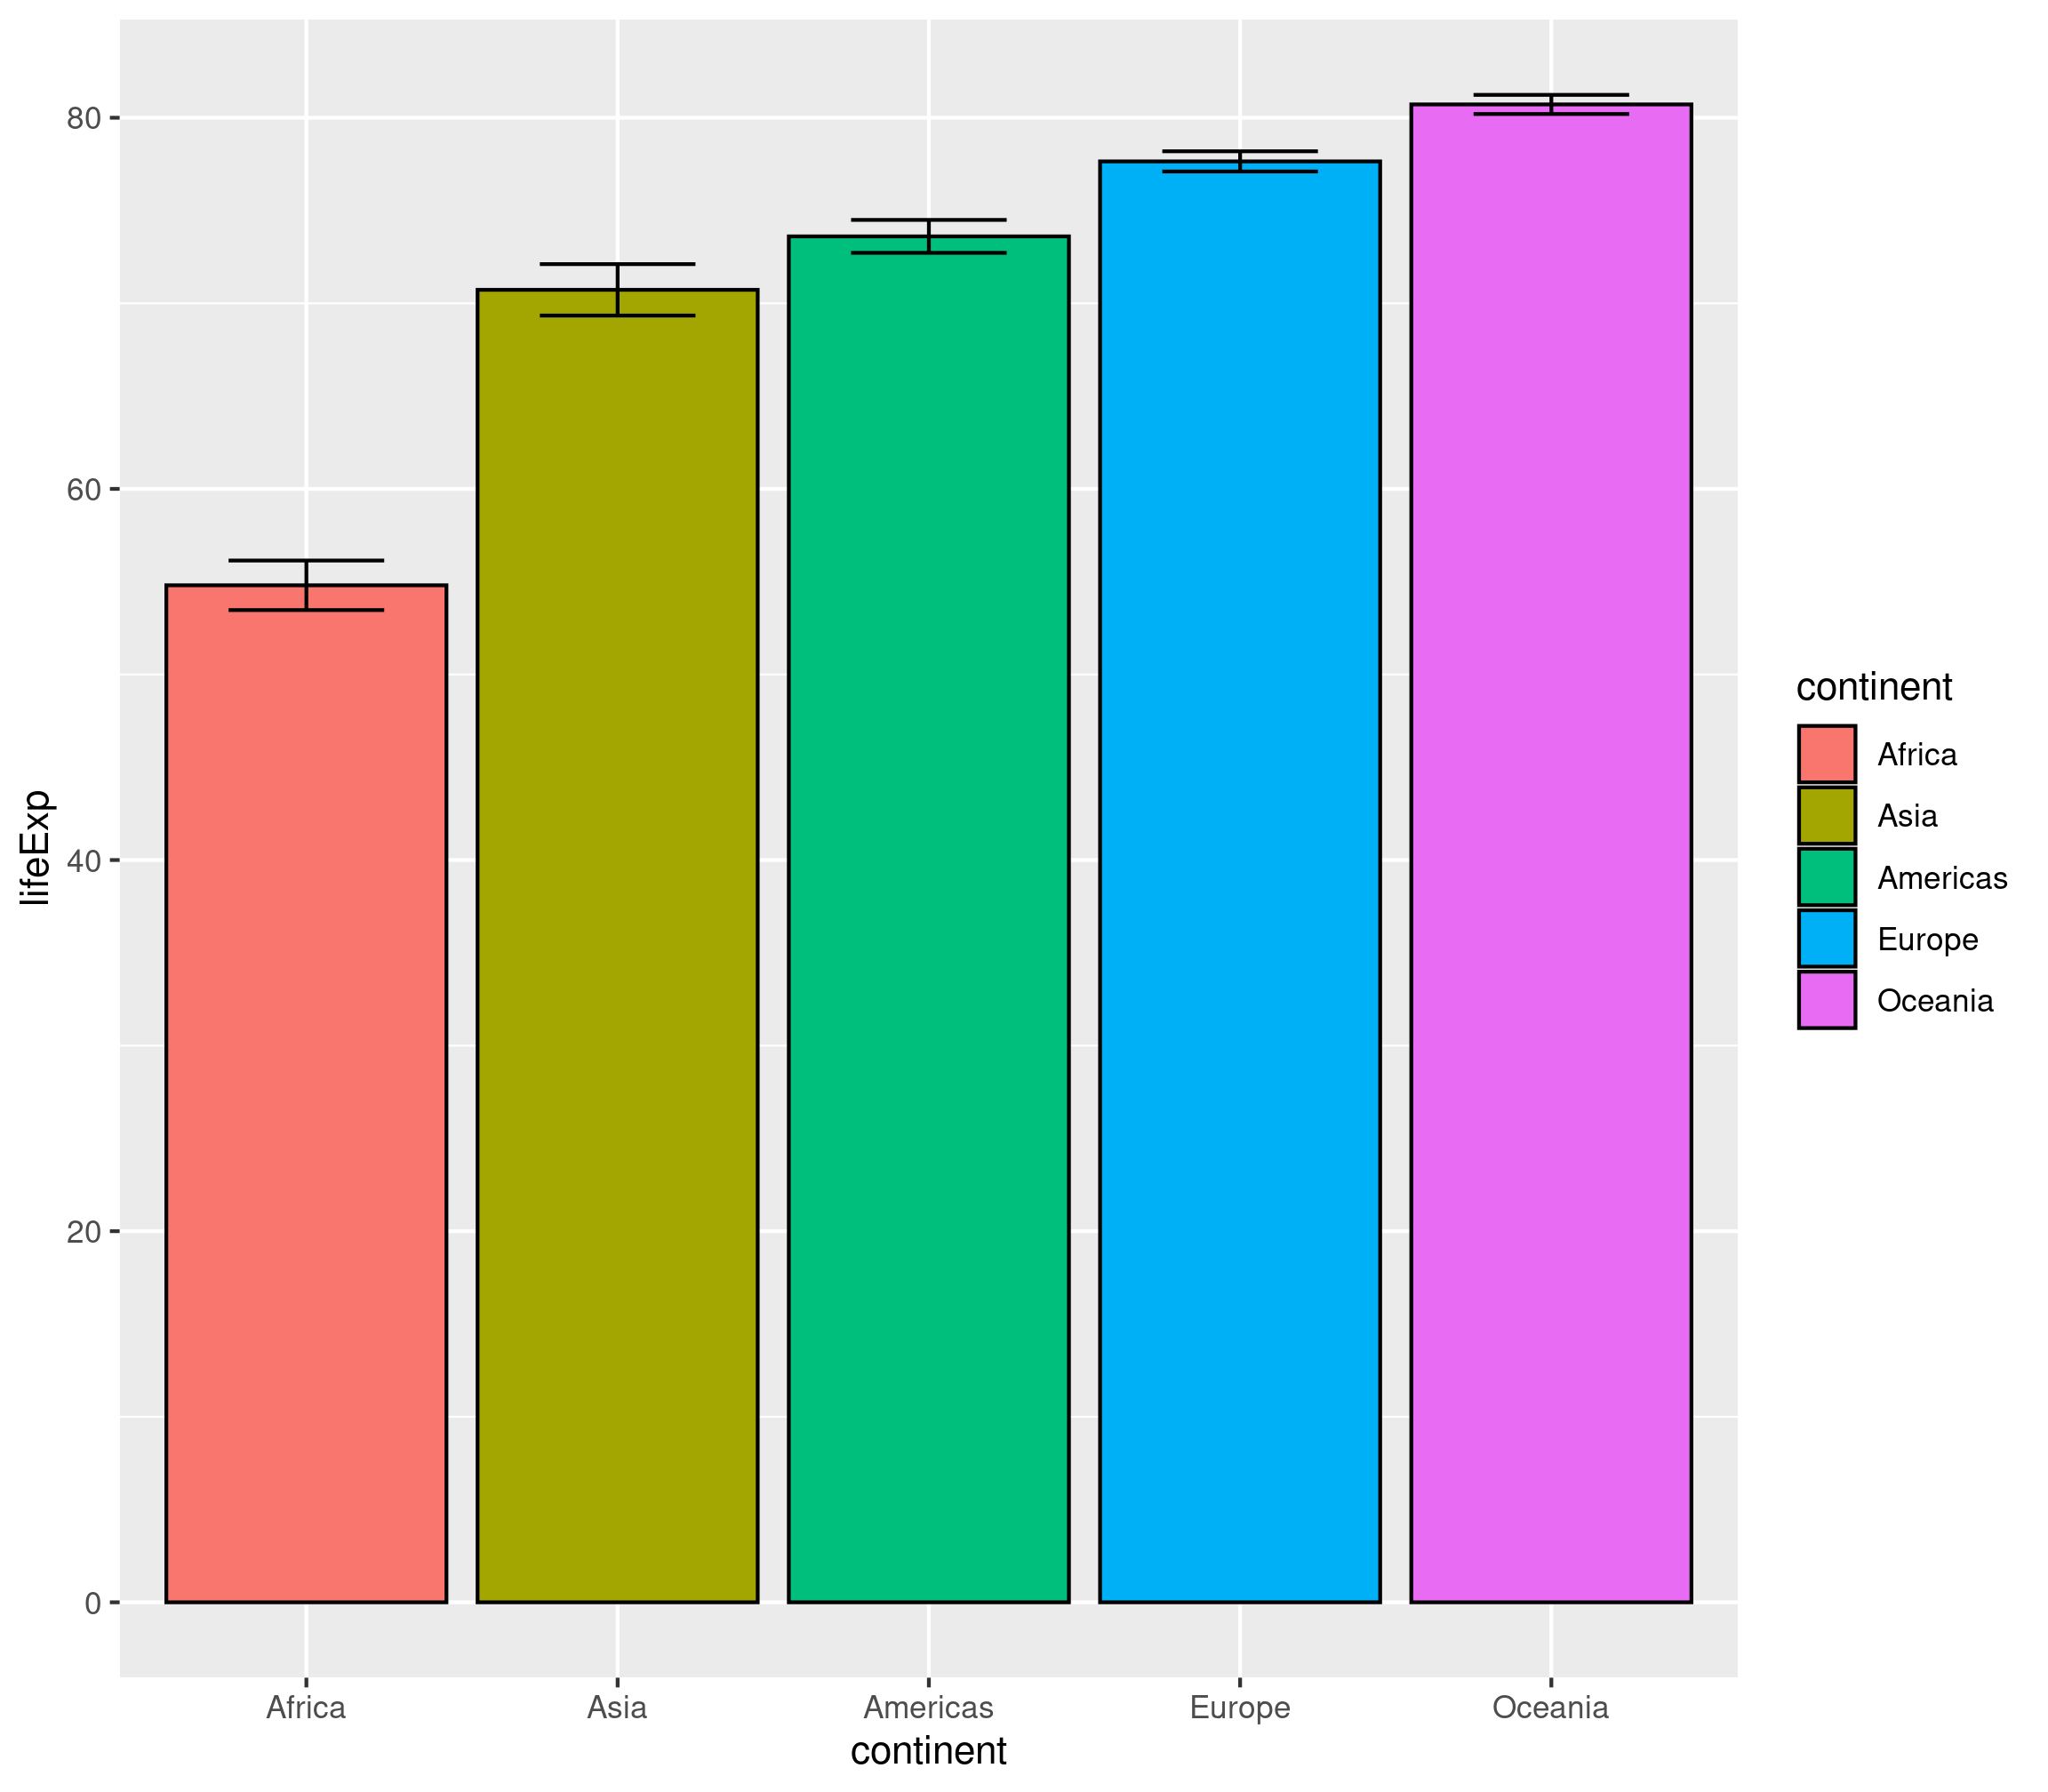 lifeExp
80
60
40
20
0
Africa
Asia
Americas
Europe
Oceania
continent
continent
Africa
Asia
Americas
Europe
Oceania